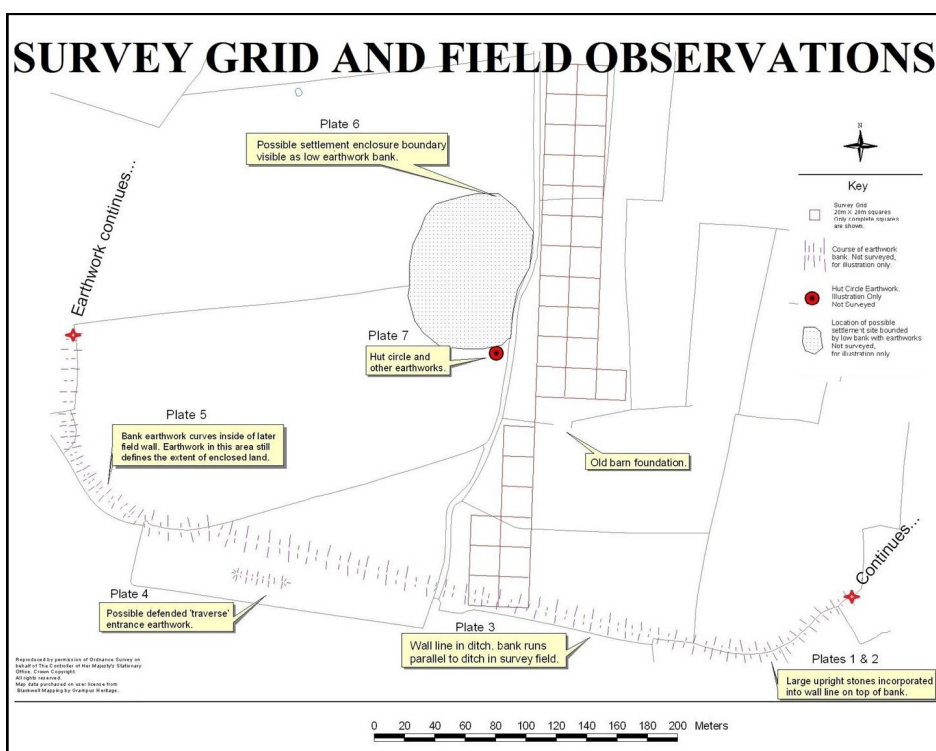 SURVEY GRID AND FIELD OBSERVATIONS
Plate 6
Possible settlement enclosure boundary
visible as low earthwork bank.
N
Key
Survey Grid
20m X 20m squares
Only complete squares
are shown.
Course of earthwork
bank. Not surveyed,
for illustration only.
Hut Circle Earthwork.
Illustration Only
Not Surveyed
Location of possible
settlement site bounded
by low bank with earthworks
Not surveyed,
for illustration only
Earthwork continues...
Plate 7
Hut circle and
other earthworks.
Plate 5
Bank earthwork curves inside of later
field wall. Earthwork in this area still
defines the extent of enclosed land.
Old barn foundation.
Continues...
Plate 4
Possible defended 'traverse'
entrance earthwork.
Plate 3
Wall line in ditch. bank runs
parallel to ditch in survey field.
Plates 1 & 2
Large upright stones incorporated
into wall line on top of bank.
Reproduced by permission of Ordnance Survey on
behalf of The Controller of Her Majesty's Stationary
Office. Crown Copyright.
All rights reserved.
Map data purchased on user license from
Blackwell Mapping by Grampus Heritage.
0 20 40 60 80 100 120 140 160 180 200 Meters